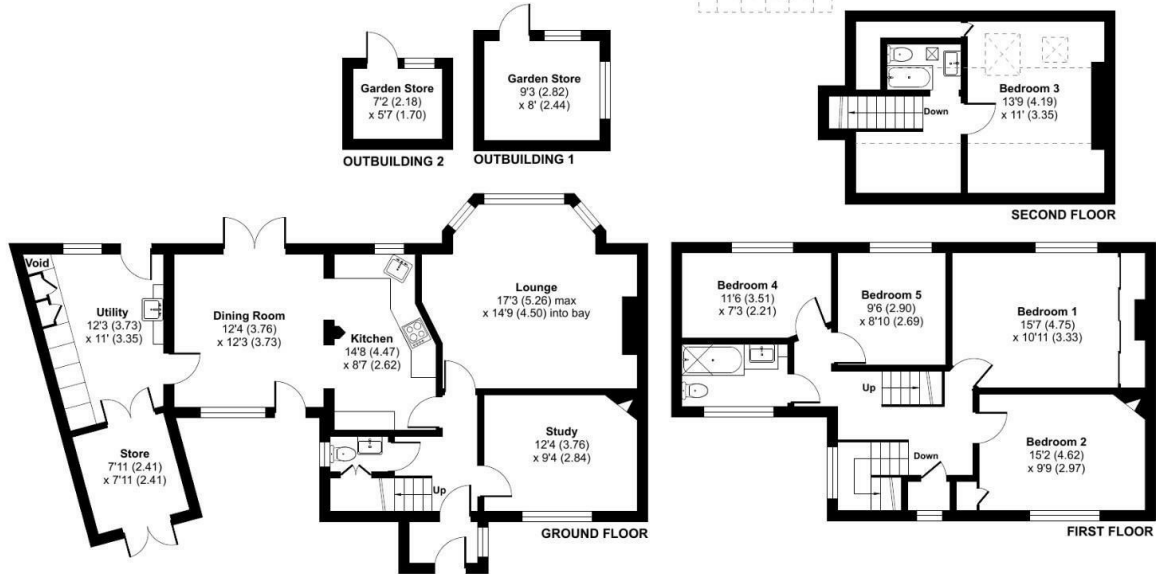 Garden Store
7'2 (2.18)
x 5'7 (1.70)
OUTBUILDING 2
Garden Store
9'3 (2.82)
x 8' (2.44)
OUTBUILDING 1
Down
Bedroom 3
13'9 (4.19)
x 11' (3.35)
SECOND FLOOR
Void
Utility
12'3 (3.73)
x 11' (3.35)
Dining Room
12'4 (3.76)
x 12'3 (3.73)
Kitchen
14'8 (4.47)
x 8'7 (2.62)
Lounge
17'3 (5.26) max
x 14'9 (4.50) into bay
Store
7'11 (2.41)
x 7'11 (2.41)
Study
12'4 (3.76)
x 9'4 (2.84)
Up
GROUND FLOOR
Bedroom 4
11'6 (3.51)
x 7'3 (2.21)
Bedroom 5
9'6 (2.90)
x 8'10 (2.69)
Bedroom 1
15'7 (4.75)
x 10'11 (3.33)
Up
Down
Bedroom 2
15'2 (4.62)
x 9'9 (2.97)
FIRST FLOOR